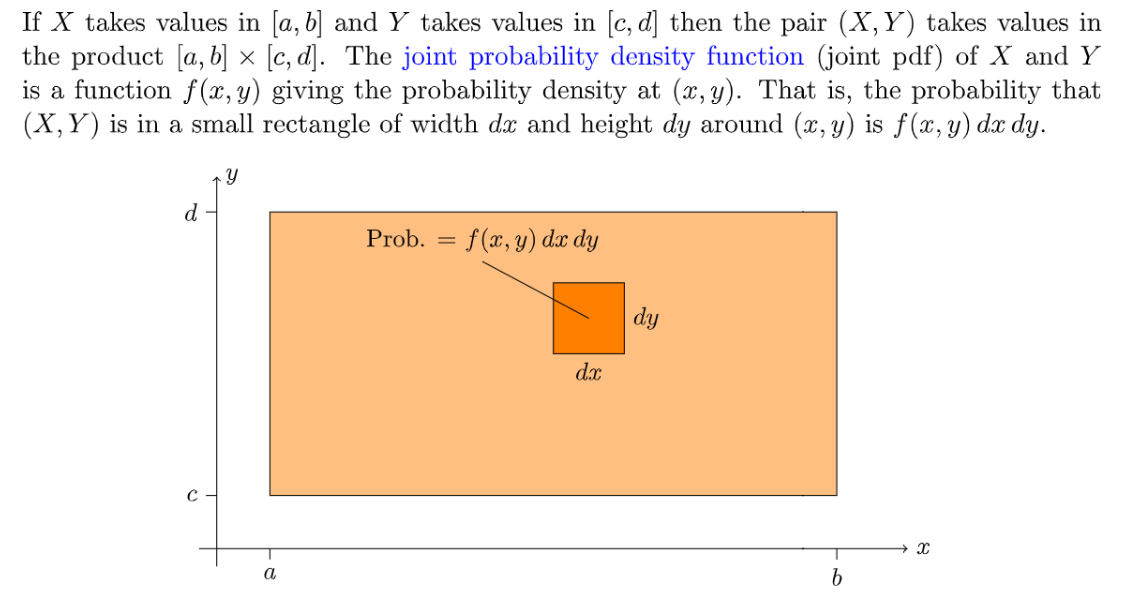 If X takes values in [a, b] and Y takes values in [c, d] then the pair (X, Y) takes values in
the product [a, b] × [c, d]. The joint probability density function (joint pdf) of X and Y
is a function f(x, y) giving the probability density at (x, y). That is, the probability that
(X, Y) is in a small rectangle of width dx and height dy around (x, y) is f(x, y) dx dy.
y
d
Prob. = f(x, y) dx dy
dy
dx
c
x
a
b